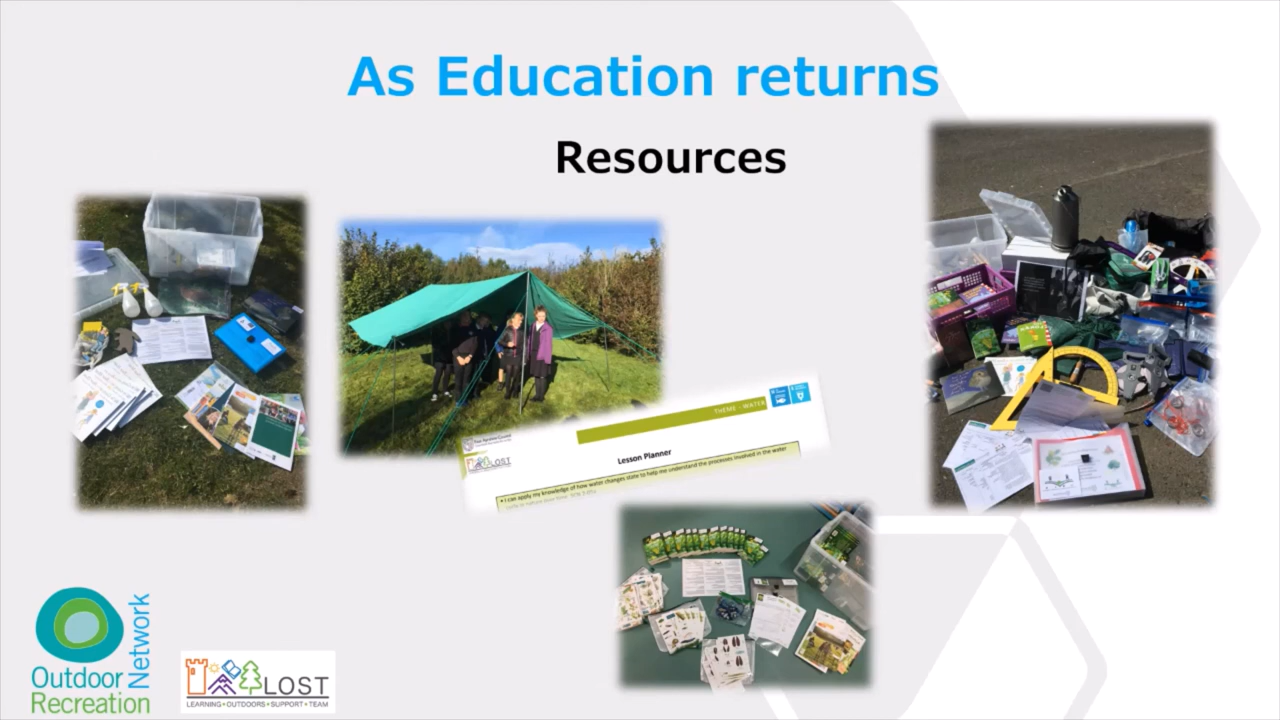 As Education returns
Resources
THEME - WATER
LOST
Lesson Planner
• I can apply my knowledge of how water changes state to help me understand the processes involved in the water
Outdoor
Recreation
Network
LOST
LEARNING • OUTDOORS • SUPPORT • TEAM